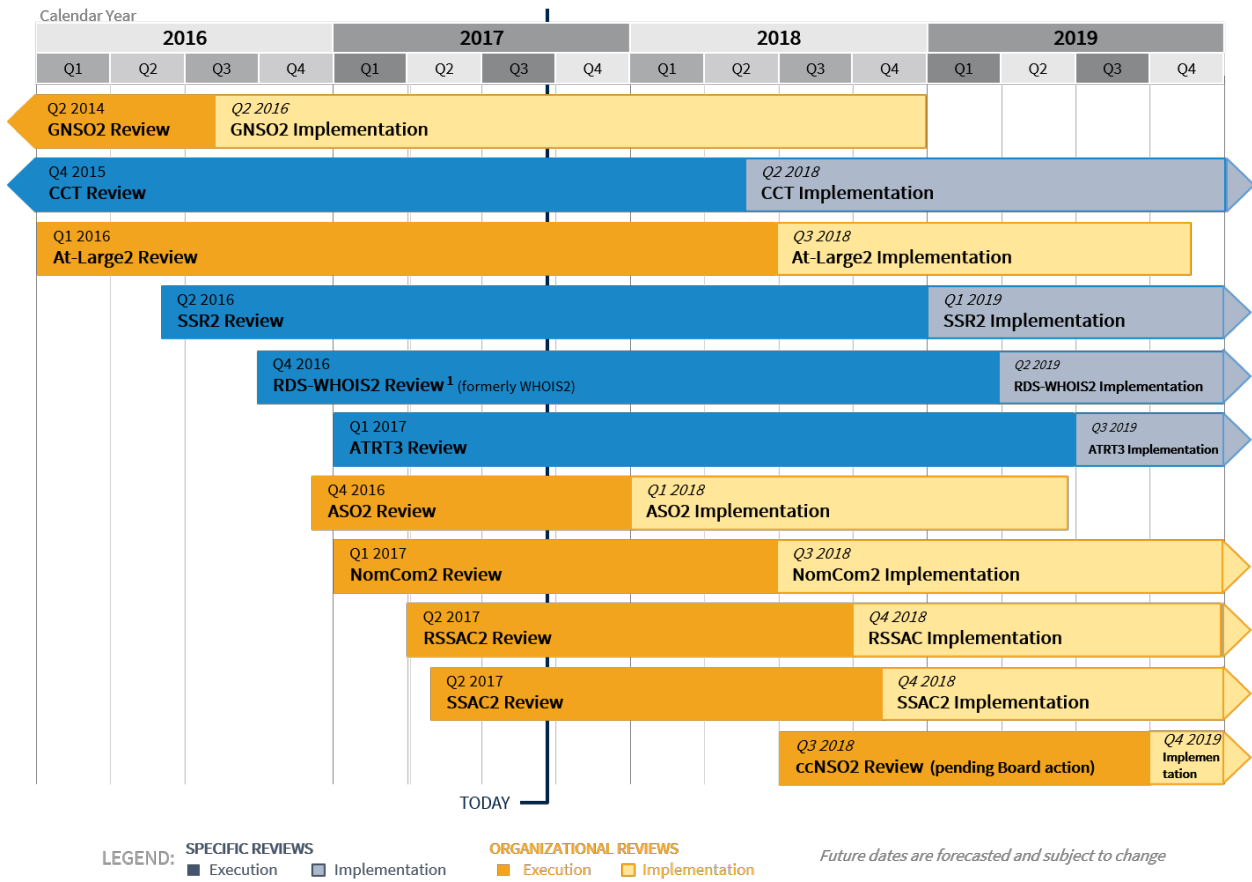 Calendar Year
2016 2017 2018 2019
Q1 Q2 Q3 Q4 Q1 Q2 Q3 Q4 Q1 Q2 Q3 Q4 Q1 Q2 Q3 Q4
Q2 2014
GNSO2 Review
Q2 2016
GNSO2 Implementation
Q4 2015
CCT Review
Q2 2018
CCT Implementation
Q1 2016
At-Large2 Review
Q3 2018
At-Large2 Implementation
Q2 2016
SSR2 Review
Q1 2019
SSR2 Implementation
Q4 2016
RDS-WHOIS2 Review¹ (formerly WHOIS2)
Q2 2019
RDS-WHOIS2 Implementation
Q1 2017
ATRT3 Review
Q3 2019
ATRT3 Implementation
Q4 2016
ASO2 Review
Q1 2018
ASO2 Implementation
Q1 2017
NomCom2 Review
Q3 2018
NomCom2 Implementation
Q2 2017
RSSAC2 Review
Q4 2018
RSSAC Implementation
Q2 2017
SSAC2 Review
Q4 2018
SSAC2 Implementation
Q3 2018
ccNSO2 Review (pending Board action)
Q4 2019
Implemen
tation
TODAY
LEGEND:
SPECIFIC REVIEWS
Execution Implementation
ORGANIZATIONAL REVIEWS
Execution Implementation
Future dates are forecasted and subject to change